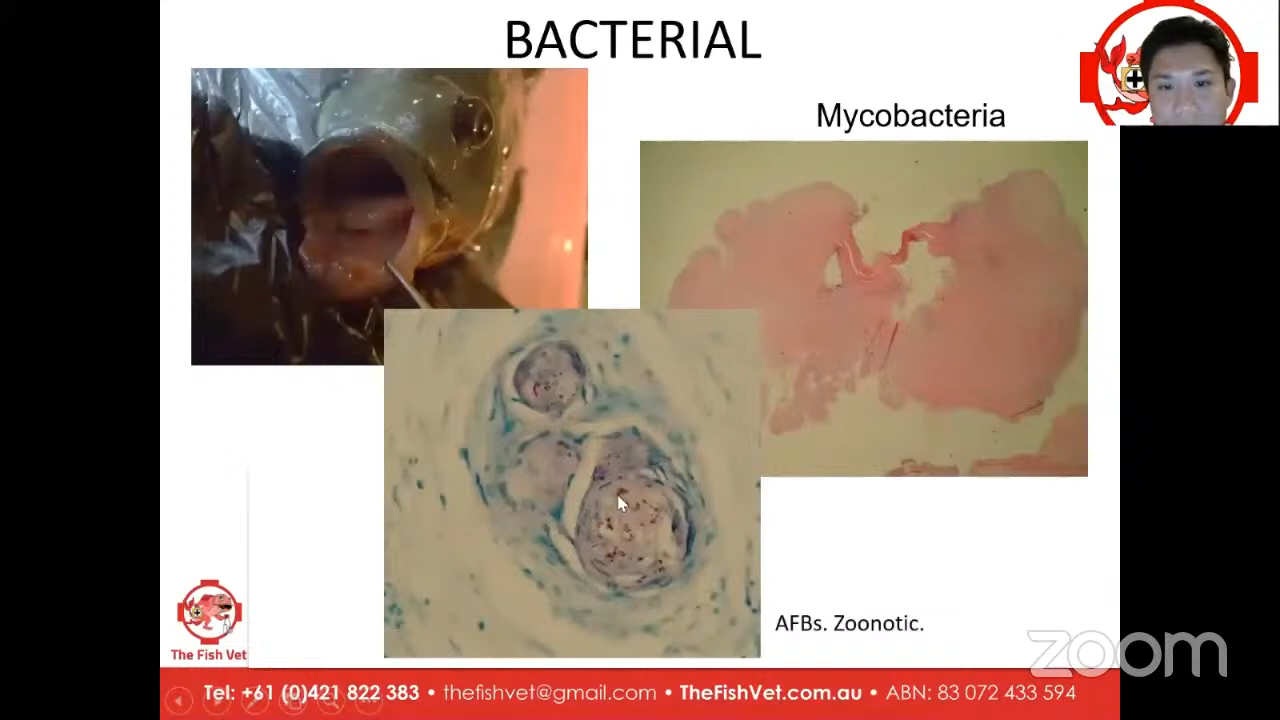 BACTERIAL
Mycobacteria
AFBs. Zoonotic.
The Fish Vet
zoom
Tel: +61 (0)421 822 383 • thefishvet@gmail.com • TheFishVet.com.au • ABN: 83 072 433 594